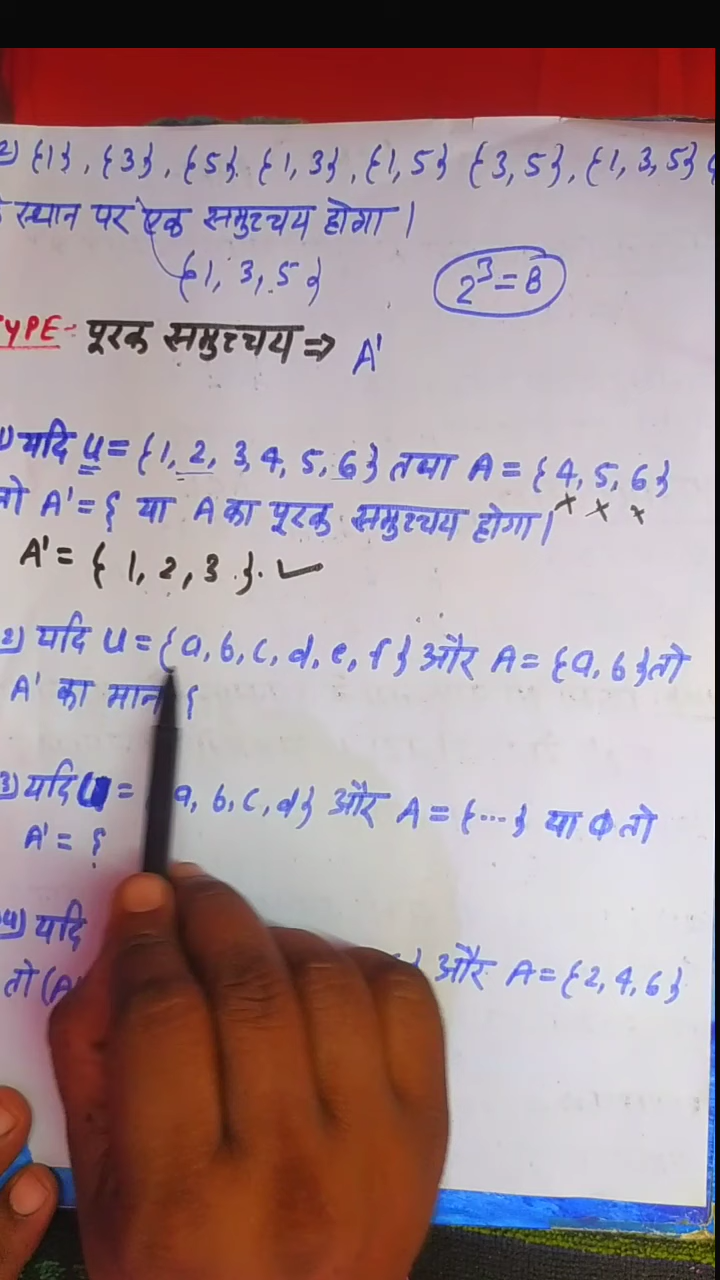 {1}, {3}, {5}, {1, 3}, {1, 5} {3, 5}, {1, 3, 5}
स्थान पर एक समुच्चय होगा।
{1, 3, 5} 2³=8
TYPE:- पूरक समुच्चय ⇒ A'
1) यदि U = {1, 2, 3, 4, 5, 6} तथा A = {4, 5, 6}
तो A' = { या A का पूरक समुच्चय होगा।
A' = { 1, 2, 3 }. ✓
2) यदि U = {a, b, c, d, e, f} और A = {a, b} तो
A' का मान {
3) यदि U = a, b, c, d} और A = {...} या ϕ तो
A' = {
4) यदि } और A = {2, 4, 6}
तो (A